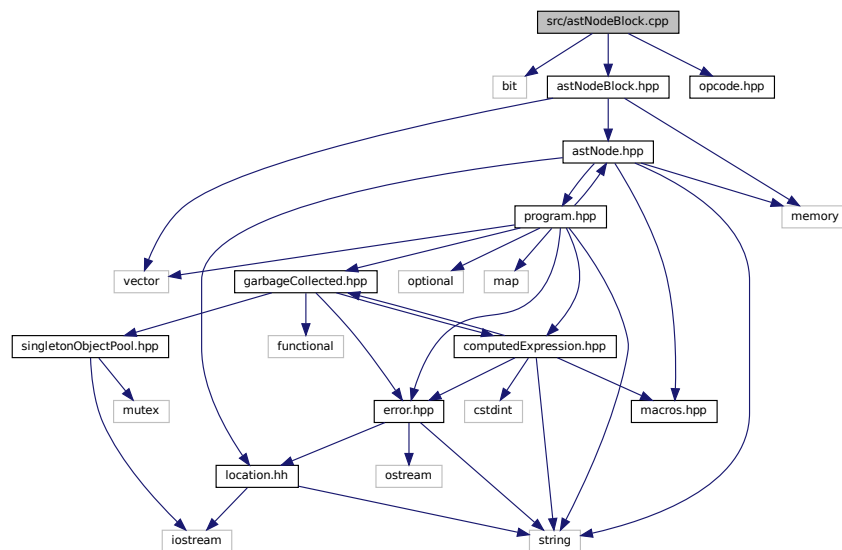 src/astNodeBlock.cpp
bit
astNodeBlock.hpp
opcode.hpp
astNode.hpp
program.hpp
memory
vector
garbageCollected.hpp
optional
map
singletonObjectPool.hpp
functional
computedExpression.hpp
mutex
error.hpp
cstdint
macros.hpp
location.hh
ostream
iostream
string